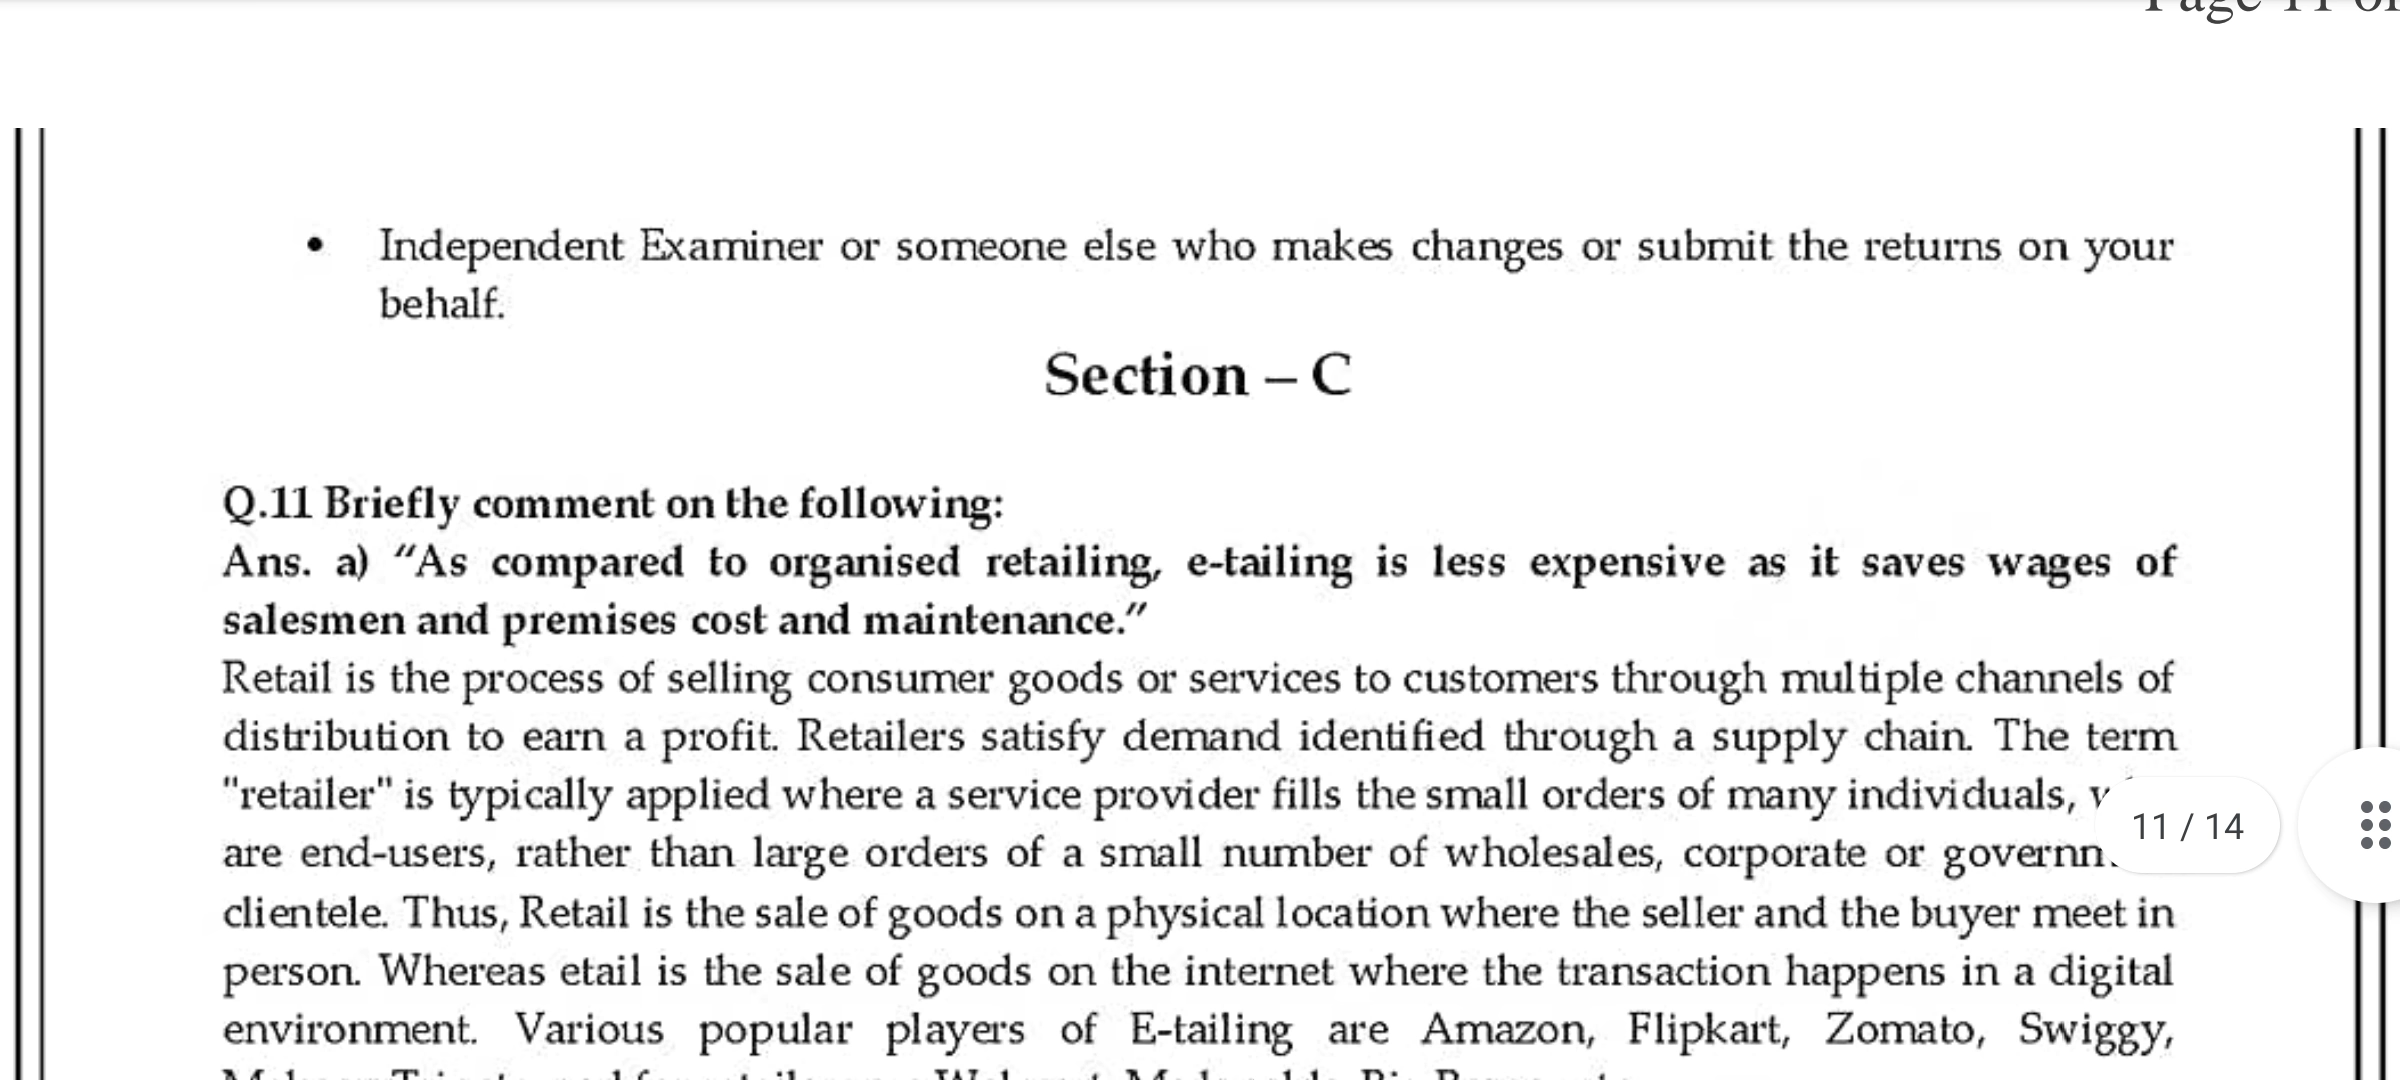 • Independent Examiner or someone else who makes changes or submit the returns on your
behalf.
Section – C
Q.11 Briefly comment on the following:
Ans. a) “As compared to organised retailing, e-tailing is less expensive as it saves wages of
salesmen and premises cost and maintenance.”
Retail is the process of selling consumer goods or services to customers through multiple channels of
distribution to earn a profit. Retailers satisfy demand identified through a supply chain. The term
"retailer" is typically applied where a service provider fills the small orders of many individuals,
are end-users, rather than large orders of a small number of wholesales, corporate or
clientele. Thus, Retail is the sale of goods on a physical location where the seller and the buyer meet in
person. Whereas etail is the sale of goods on the internet where the transaction happens in a digital
environment. Various popular players of E-tailing are Amazon, Flipkart, Zomato, Swiggy,
11 / 14